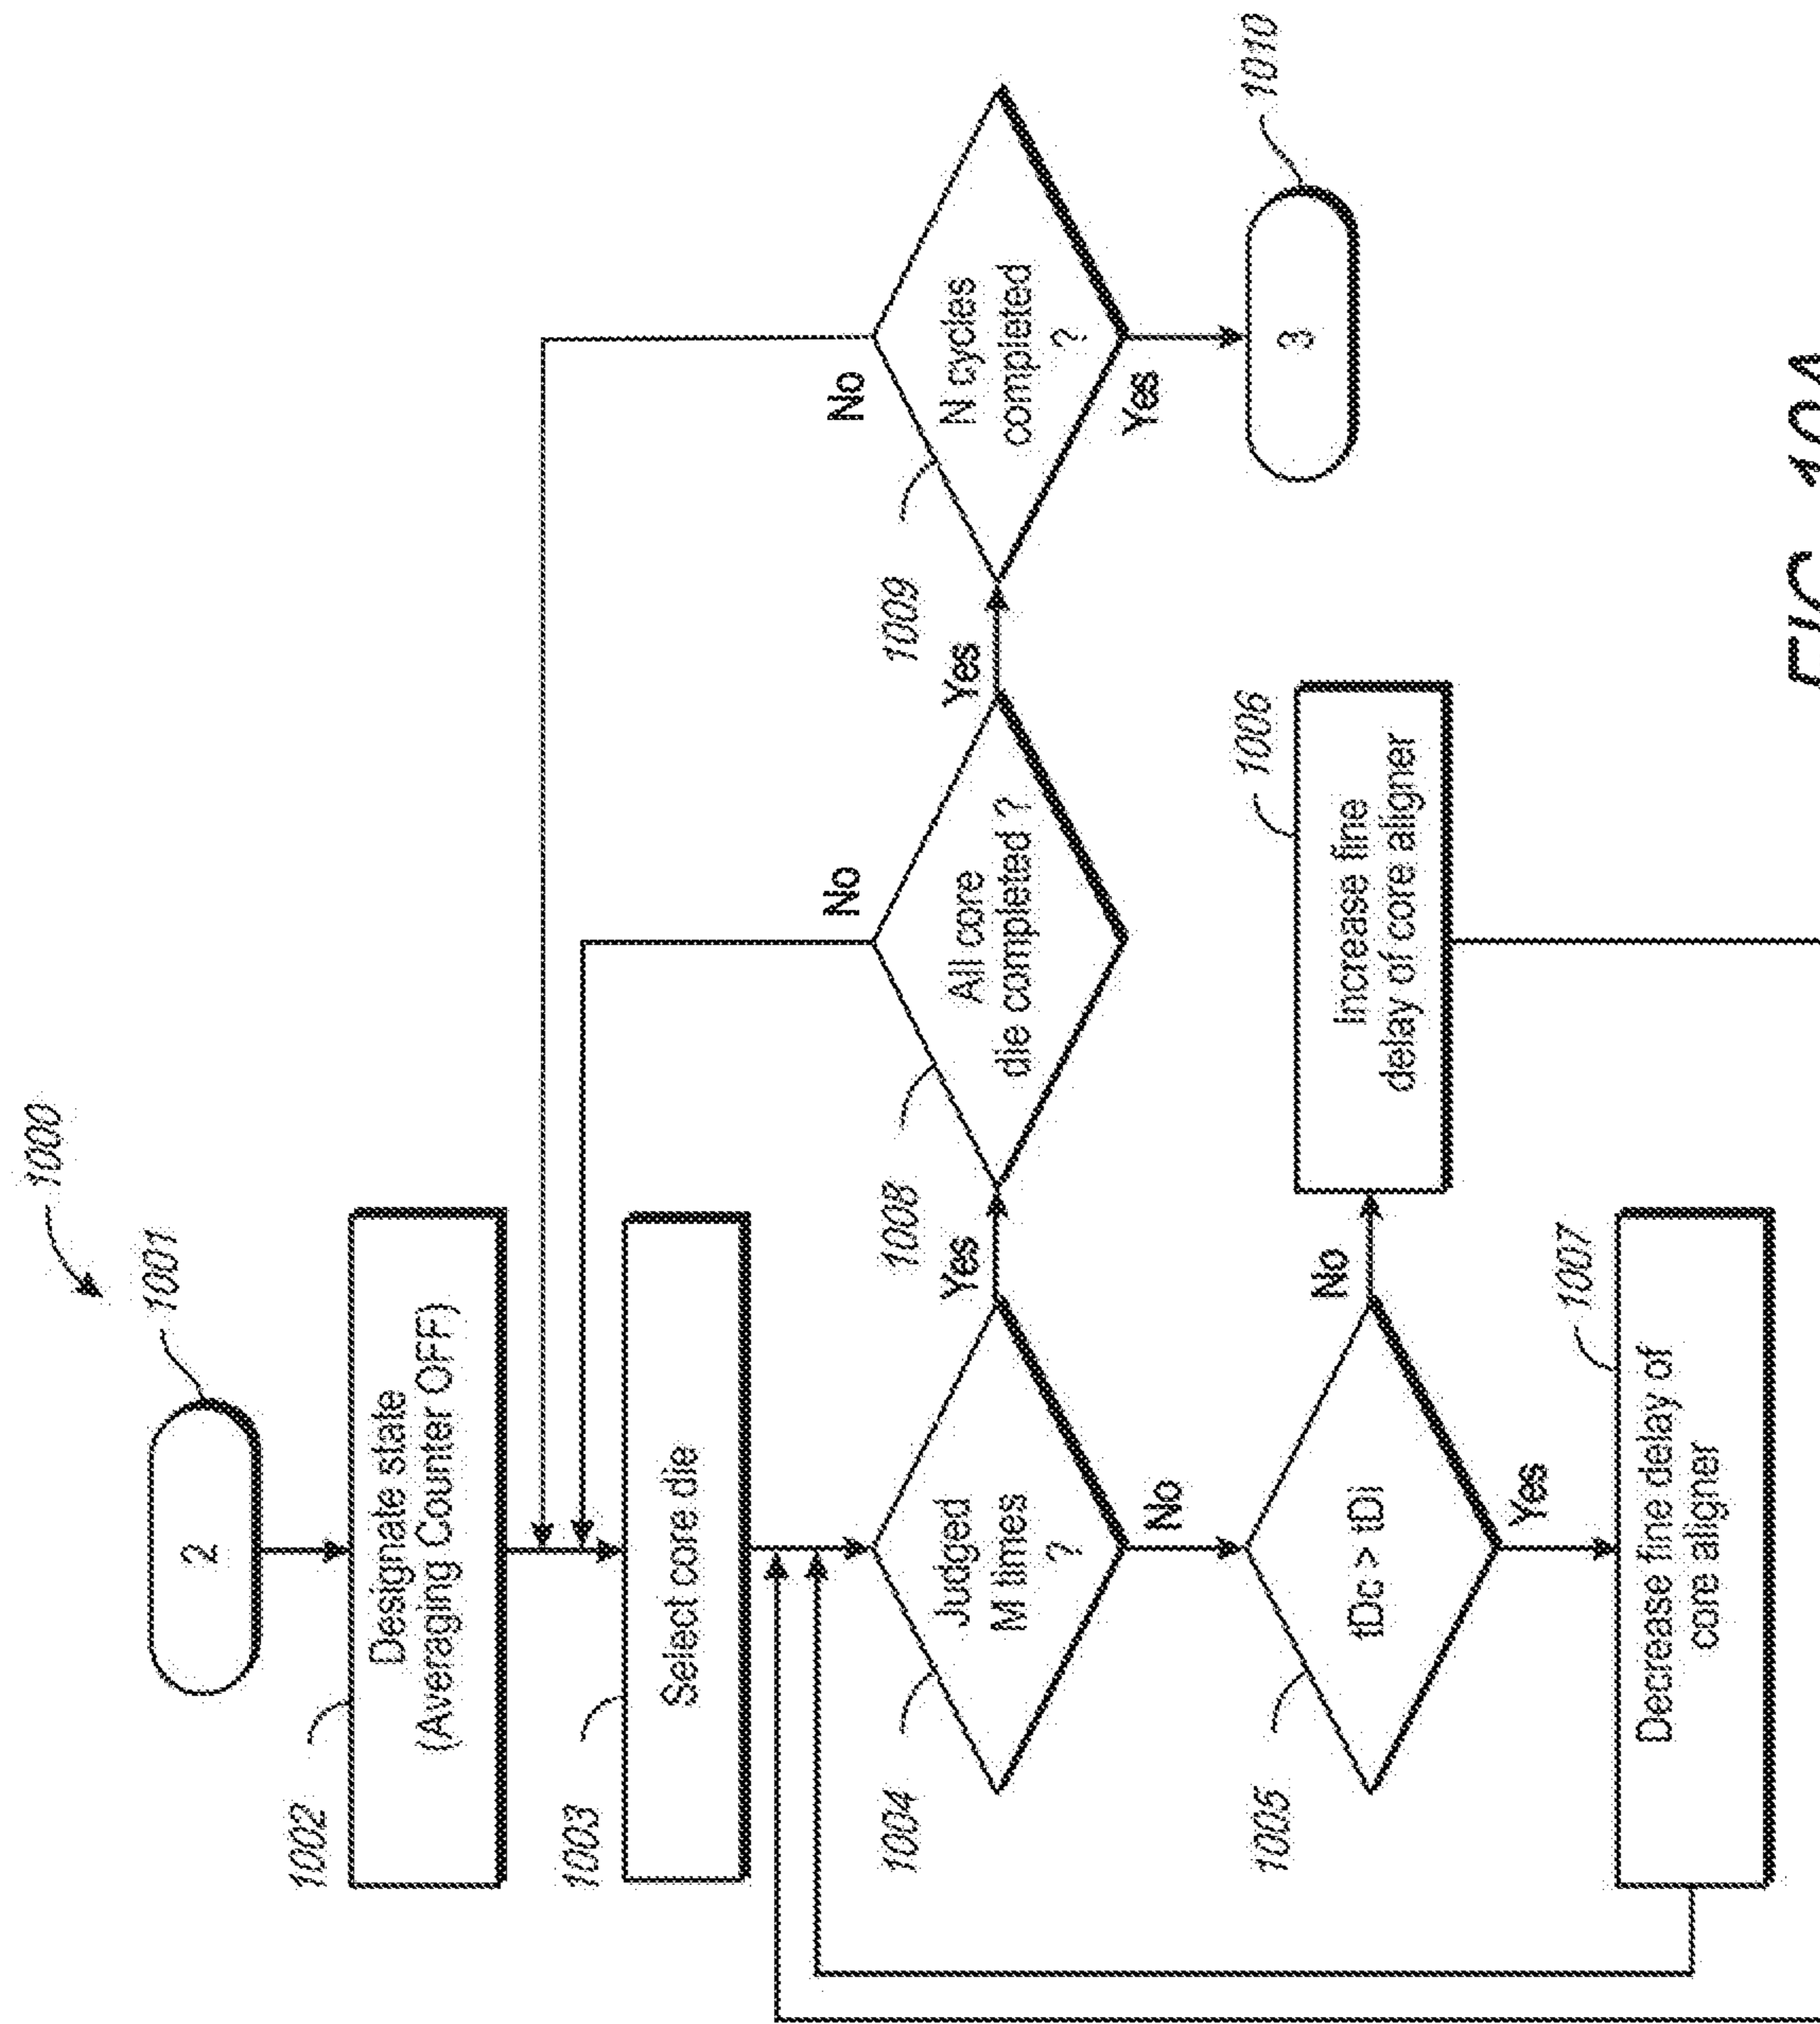 1000
1001
2
1002
Designate state
(Averaging Counter OFF)
1003
Select core die
1004
Judged
M times
?
Yes
No
1008
All core
die completed ?
No
Yes
1009
N cycles
completed
?
No
Yes
1010
3
1005
tDc > tDi
No
Yes
1006
Increase fine
delay of core aligner
1007
Decrease fine delay of
core aligner
FIG. 10A